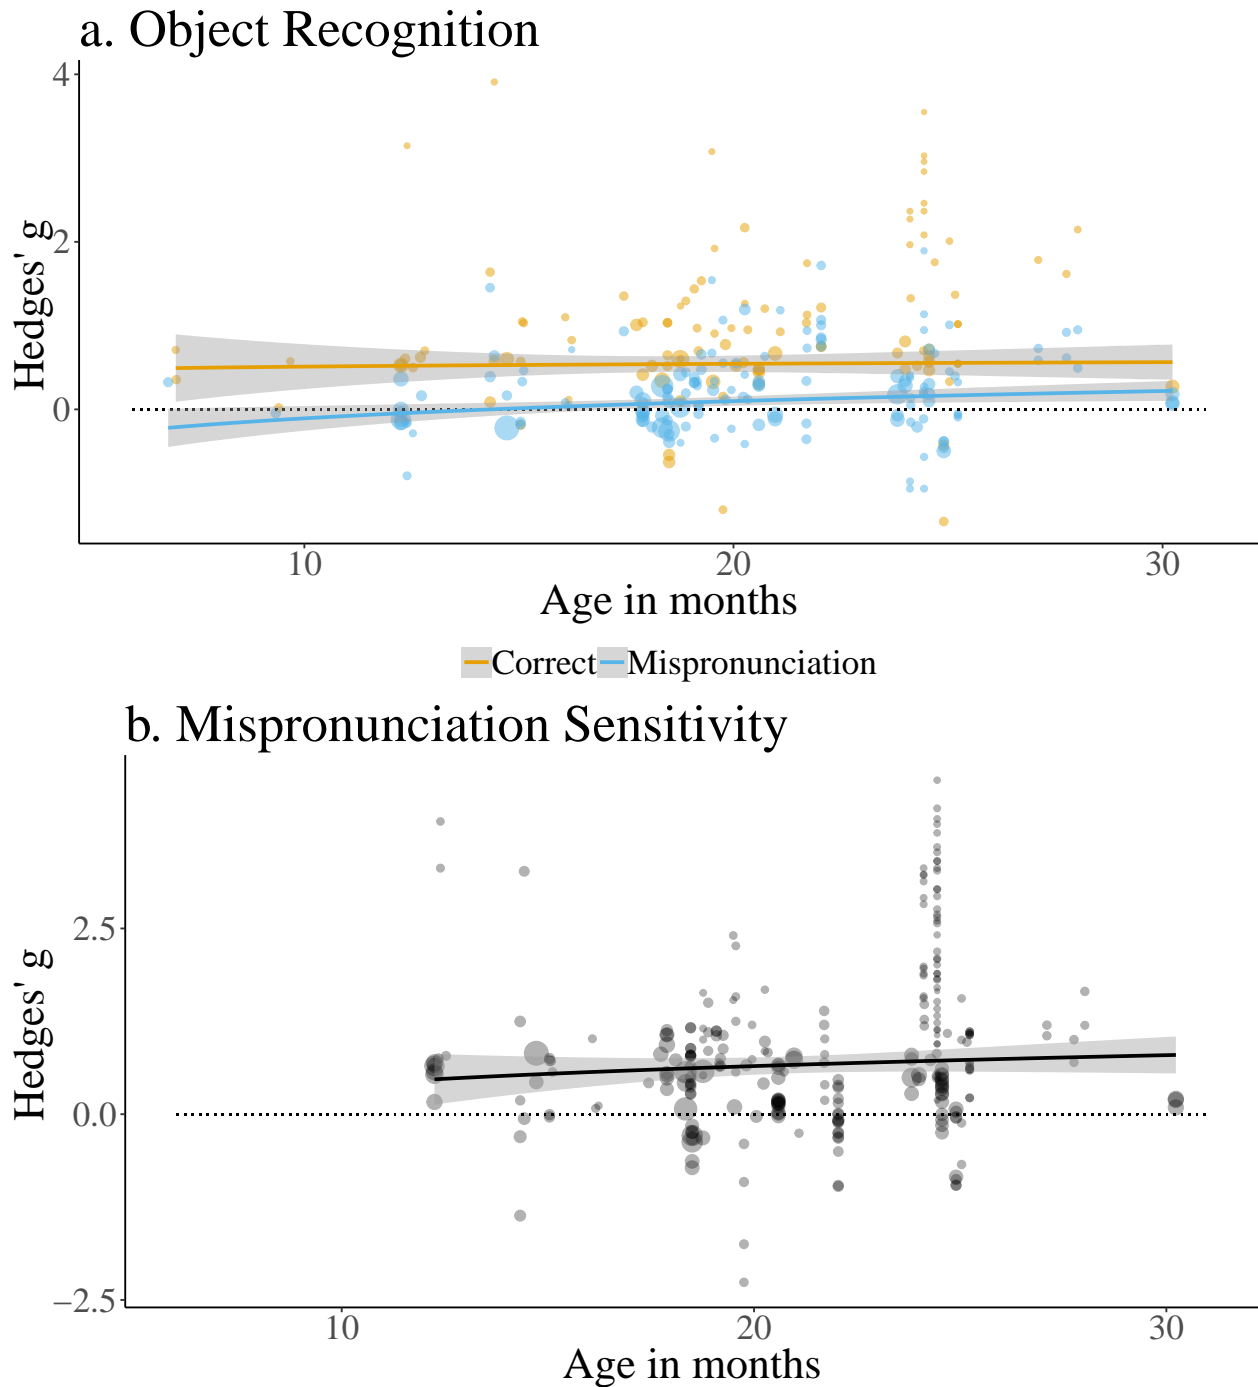 a. Object Recognition
4
2
0
Hedges' g
10 20 30
Age in months
Correct Mispronunciation
b. Mispronunciation Sensitivity
2.5
0.0
−2.5
Hedges' g
10 20 30
Age in months